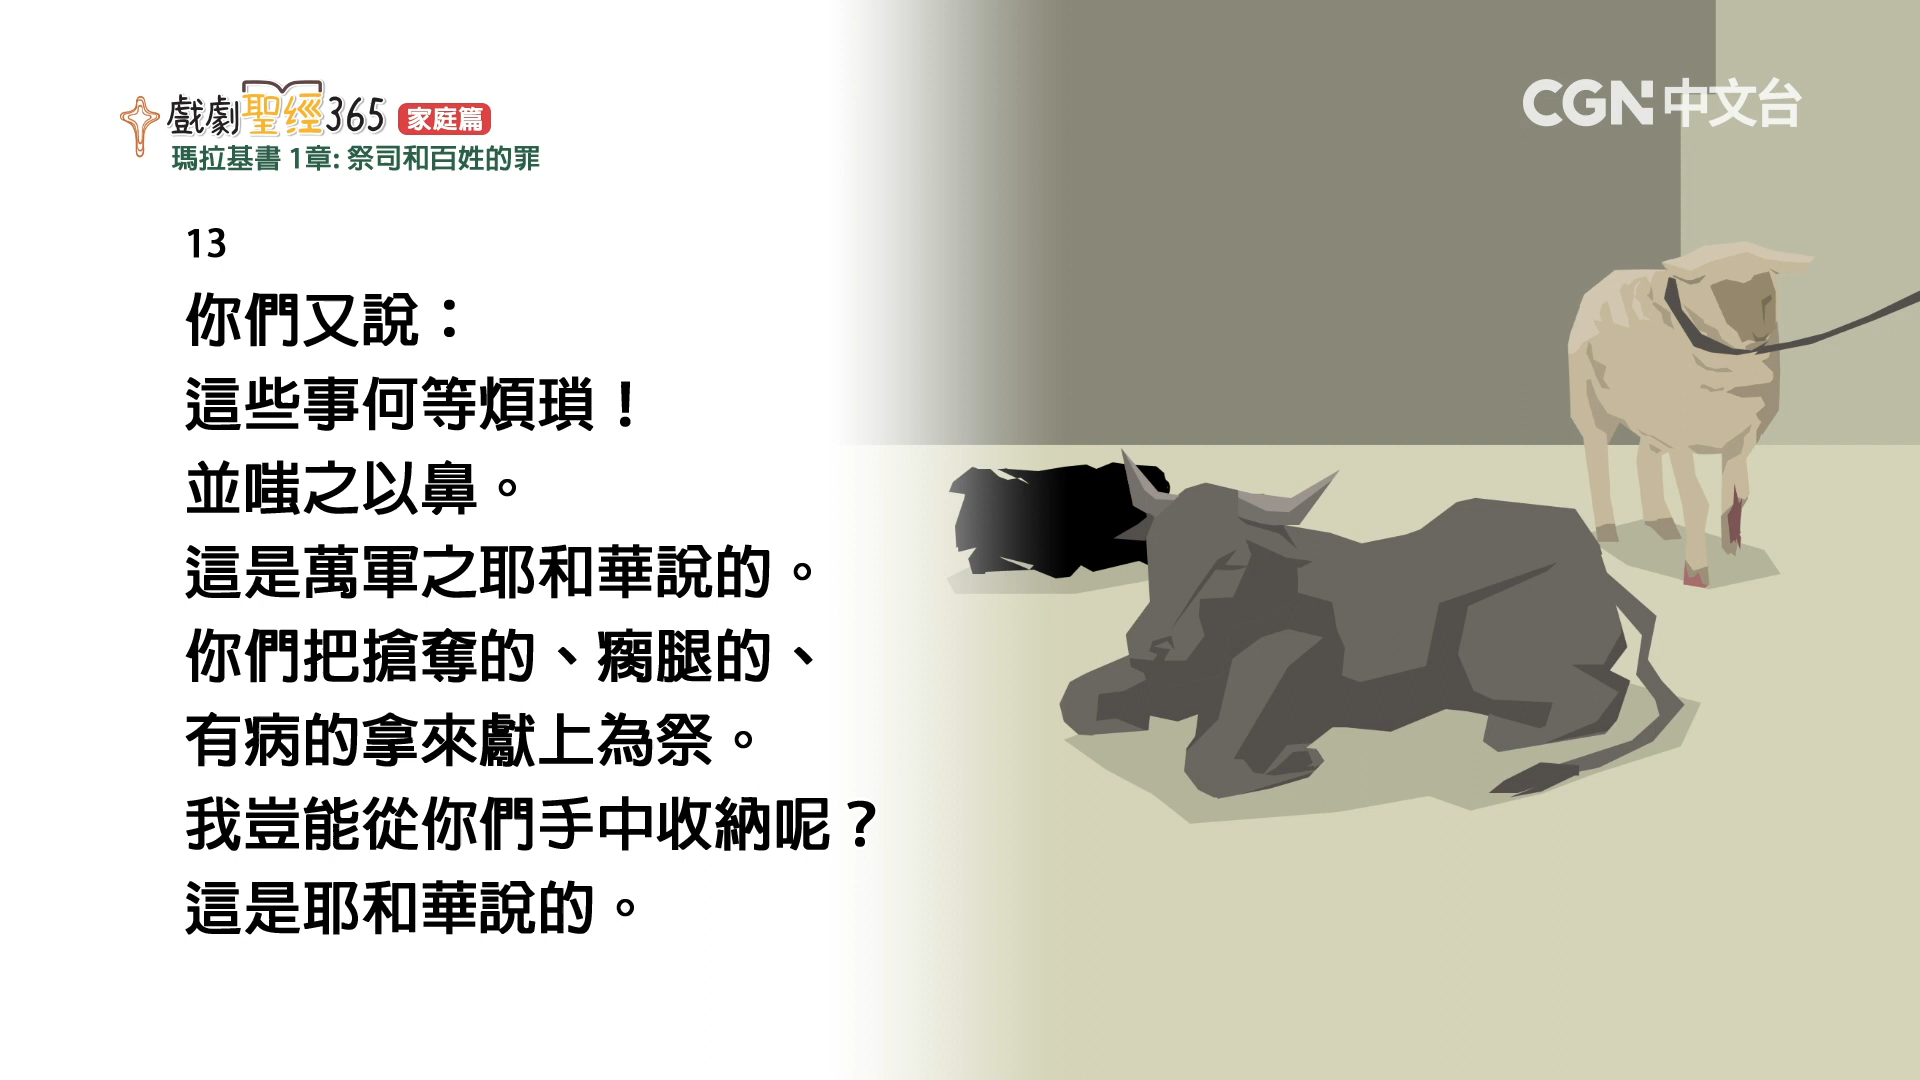 戲劇聖經365 家庭篇
CGN中文台
瑪拉基書 1章: 祭司和百姓的罪
13
你們又說：
這些事何等煩瑣！
並嗤之以鼻。
這是萬軍之耶和華說的。
你們把搶奪的、瘸腿的、
有病的拿來獻上為祭。
我豈能從你們手中收納呢？
這是耶和華說的。